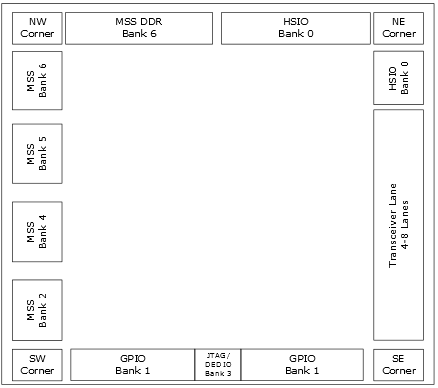 NW
Corner
MSS DDR
Bank 6
HSIO
Bank 0
NE
Corner
MSS
Bank 6
HSIO
Bank 0
MSS
Bank 5
Transceiver Lane
4-8 Lanes
MSS
Bank 4
MSS
Bank 2
SW
Corner
GPIO
Bank 1
JTAG/
DEDIO
Bank 3
GPIO
Bank 1
SE
Corner